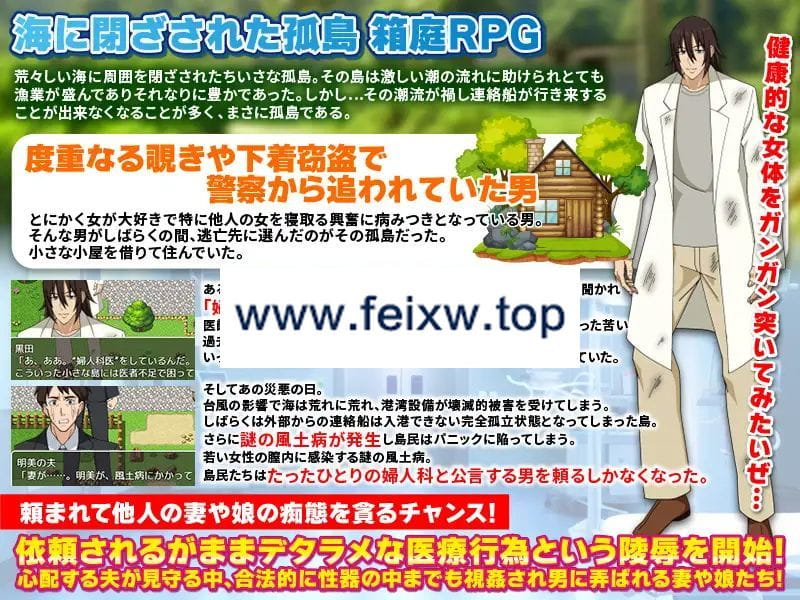 海に閉ざされた孤島 箱庭RPG
荒々しい海に周囲を閉ざされたちいさな孤島。その島は激しい潮の流れに助けられとても
漁業が盛んでありそれなりに豊かであった。しかし…その潮流が禍し連絡船が行き来する
ことが出来なくなることが多く、まさに孤島である。
健康的な女体をガンガン突いてみたいぜ…
度重なる覗きや下着窃盗で
警察から追われていた男
とにかく女が大好きで特に他人の女を寝取る興奮に病みつきとなっている男。
そんな男がしばらくの間、逃亡先に選んだのがその孤島だった。
小さな小屋を借りて住んでいた。
ある
聞かれ
医師
った苦い
過去
いっ
ていた。
www.feixw.top
黒田
「あ、ああ。“婦人科医”をしているんだ。
こういった小さな島には医者不足で困って
そしてあの災悪の日。
台風の影響で海は荒れに荒れ、港湾設備が壊滅的被害を受けてしまう。
しばらくは外部からの連絡船は入港できない完全孤立状態となってしまった島。
さらに謎の風土病が発生し島民はパニックに陥ってしまう。
若い女性の膣内に感染する謎の風土病。
島民たちはたったひとりの婦人科と公言する男を頼るしかなくなった。
明美の夫
「妻が……。明美が、風土病にかかって
頼まれて他人の妻や娘の痴態を貪るチャンス!
依頼されるがままデタラメな医療行為という陵辱を開始!
心配する夫が見守る中、合法的に性器の中までも視姦され男に弄ばれる妻や娘たち!